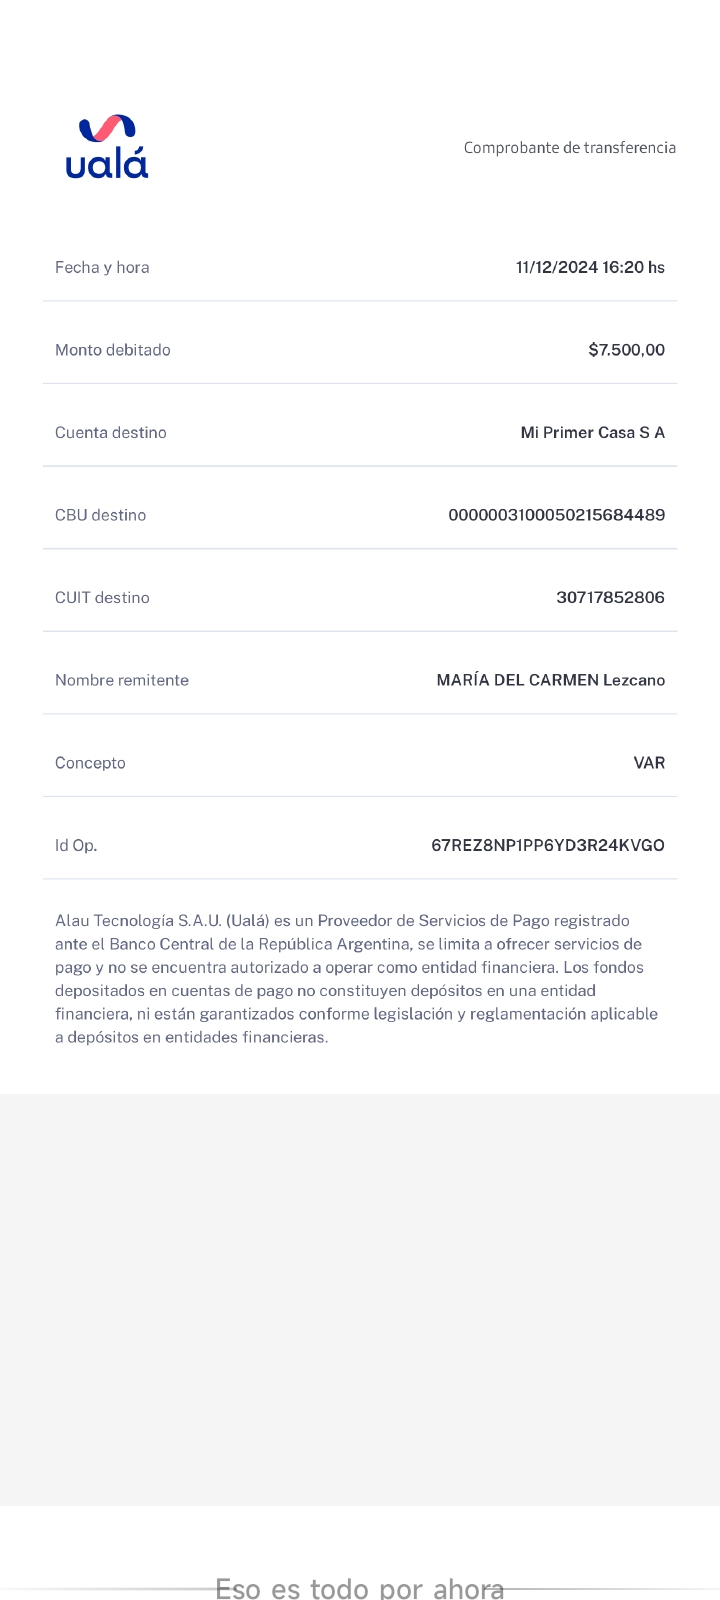 ualá
Comprobante de transferencia
Fecha y hora 11/12/2024 16:20 hs
Monto debitado $7.500,00
Cuenta destino Mi Primer Casa S A
CBU destino 0000003100050215684489
CUIT destino 30717852806
Nombre remitente MARÍA DEL CARMEN Lezcano
Concepto VAR
Id Op. 67REZ8NP1PP6YD3R24KVGO
Alau Tecnología S.A.U. (Ualá) es un Proveedor de Servicios de Pago registrado
ante el Banco Central de la República Argentina, se limita a ofrecer servicios de
pago y no se encuentra autorizado a operar como entidad financiera. Los fondos
depositados en cuentas de pago no constituyen depósitos en una entidad
financiera, ni están garantizados conforme legislación y reglamentación aplicable
a depósitos en entidades financieras.
Eso es todo por ahora